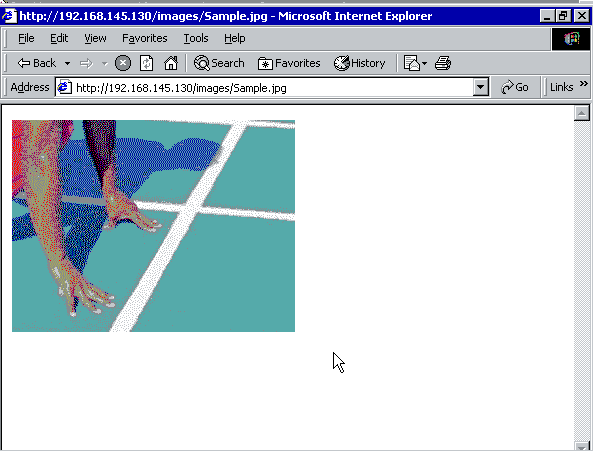 http://192.168.145.130/images/Sample.jpg - Microsoft Internet Explorer
File Edit View Favorites Tools Help
Back Search Favorites History
Address http://192.168.145.130/images/Sample.jpg Go Links »